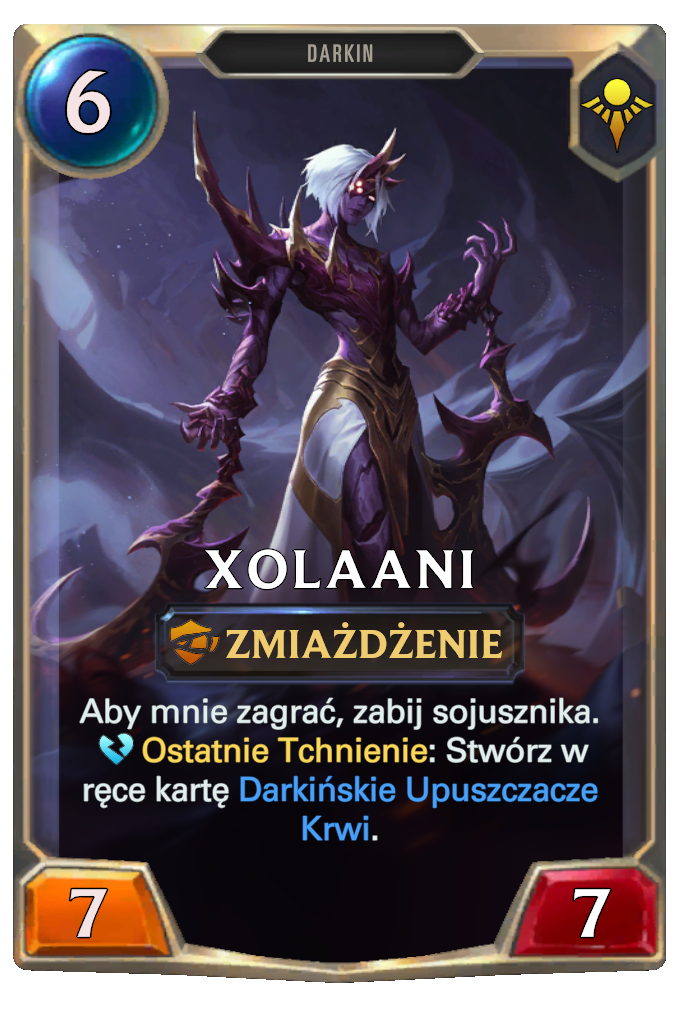 DARKIN
6
XOLAANI
ZMIAŻDŻENIE
Aby mnie zagrać, zabij sojusznika.
Ostatnie Tchnienie: Stwórz w
ręce kartę Darkińskie Upuszczacze
Krwi.
7
7